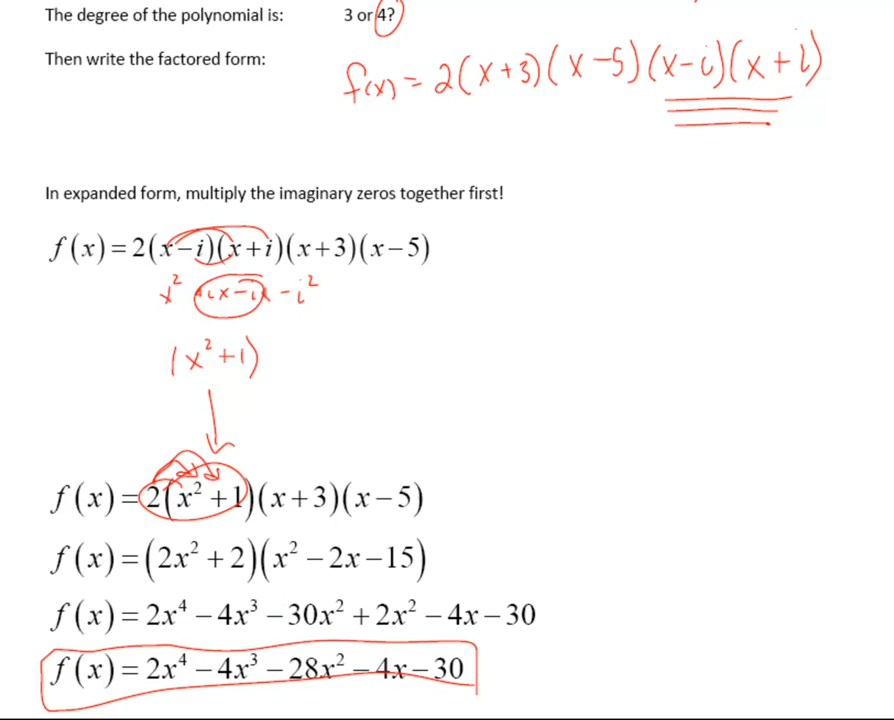 The degree of the polynomial is: 3 or 4?
Then write the factored form: f(x) = 2(x+3)(x-5)(x-i)(x+i)
In expanded form, multiply the imaginary zeros together first!
f(x)=2(x−i)(x+i)(x+3)(x−5)
x² +ix−ix −i²
(x²+1)
f(x)=2(x²+1)(x+3)(x−5)
f(x)=(2x²+2)(x²−2x−15)
f(x)=2x⁴−4x³−30x²+2x²−4x−30
f(x)=2x⁴−4x³−28x²−4x−30